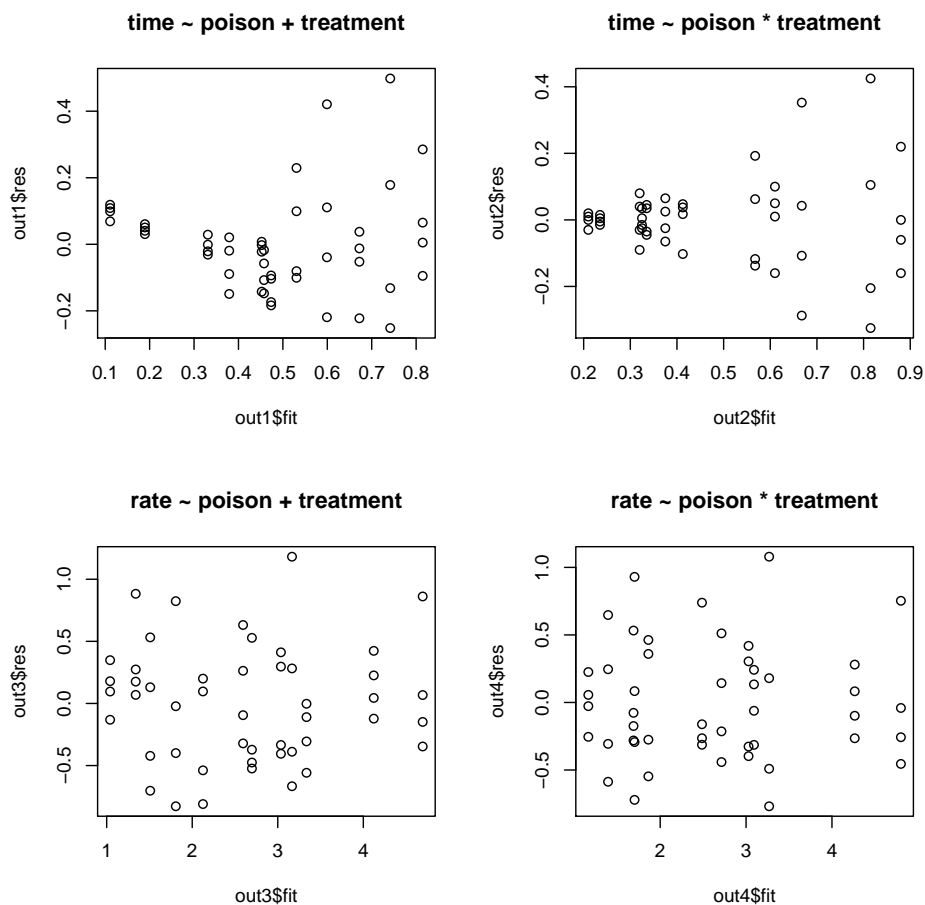 time ~ poison + treatment
out1$res
−0.2 0.0 0.2 0.4
0.1 0.2 0.3 0.4 0.5 0.6 0.7 0.8
out1$fit
time ~ poison * treatment
out2$res
−0.2 0.0 0.2 0.4
0.2 0.3 0.4 0.5 0.6 0.7 0.8 0.9
out2$fit
rate ~ poison + treatment
out3$res
−0.5 0.0 0.5 1.0
1 2 3 4
out3$fit
rate ~ poison * treatment
out4$res
−0.5 0.0 0.5 1.0
2 3 4
out4$fit